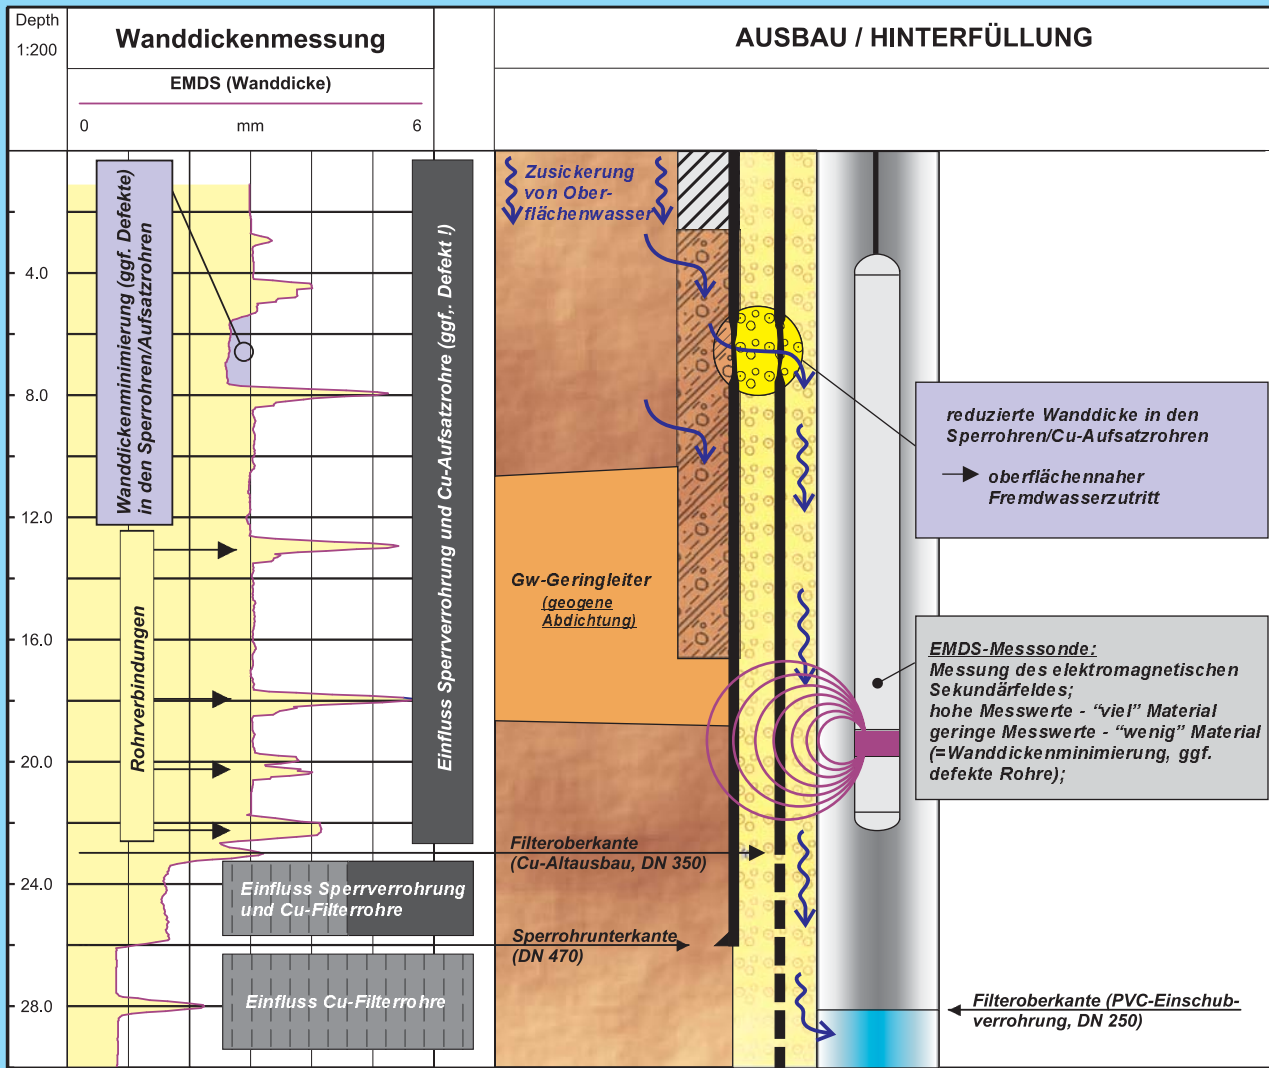 Depth
1:200
Wanddickenmessung
EMDS (Wanddicke)
0 mm 6
AUSBAU / HINTERFÜLLUNG
4.0
8.0
12.0
16.0
20.0
24.0
28.0
Wanddickenminimierung (ggf. Defekte)
in den Sperrohren/Aufsatzrohren
Rohrverbindungen
Einfluss Sperrverrohrung und Cu-Aufsatzrohre (ggf,. Defekt !)
Einfluss Sperrverrohrung
und Cu-Filterrohre
Einfluss Cu-Filterrohre
Zusickerung
von Ober-
flächenwasser
Gw-Geringleiter
(geogene
Abdichtung)
Filteroberkante
(Cu-Altausbau, DN 350)
Sperrohrunterkante
(DN 470)
reduzierte Wanddicke in den
Sperrohren/Cu-Aufsatzrohren
oberflächennaher
Fremdwasserzutritt
EMDS-Messsonde:
Messung des elektromagnetischen
Sekundärfeldes;
hohe Messwerte - “viel” Material
geringe Messwerte - “wenig” Material
(=Wanddickenminimierung, ggf.
defekte Rohre);
Filteroberkante (PVC-Einschub-
verrohrung, DN 250)